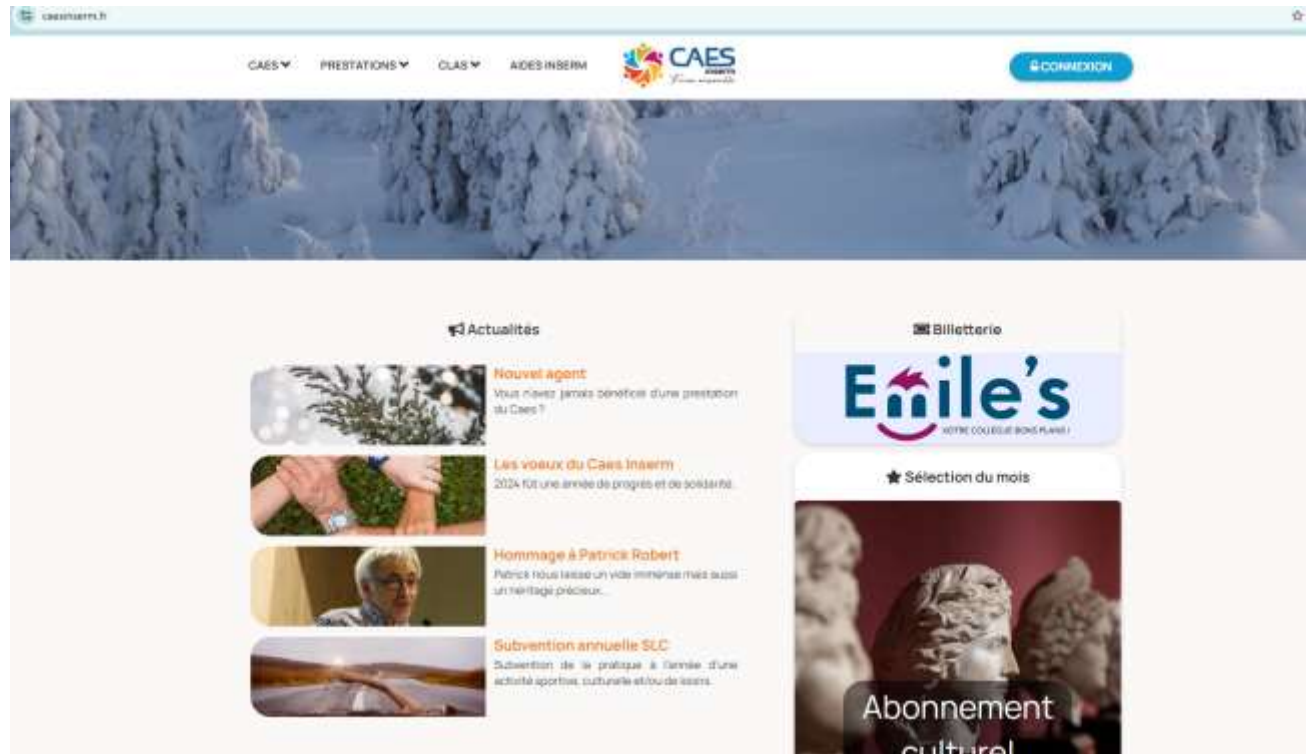 caesinserm.fr
CAES
PRESTATIONS
CLAS
AIDES INSERM
CAES
inserm
CONNEXION
Actualités
Nouvel agent
Vous n'avez jamais bénéficié d'une prestation
du Caes ?
Les voeux du Caes Inserm
2024 fût une année de progrès et de solidarité.
Hommage à Patrick Robert
Patrick nous laisse un vide immense mais aussi
un héritage précieux...
Subvention annuelle SLC
Subvention de la pratique à l'année d'une
activité sportive, culturelle et/ou de loisirs.
Billetterie
Emile's
VOTRE COLLÈGUE BONS PLANS !
Sélection du mois
Abonnement
culturel